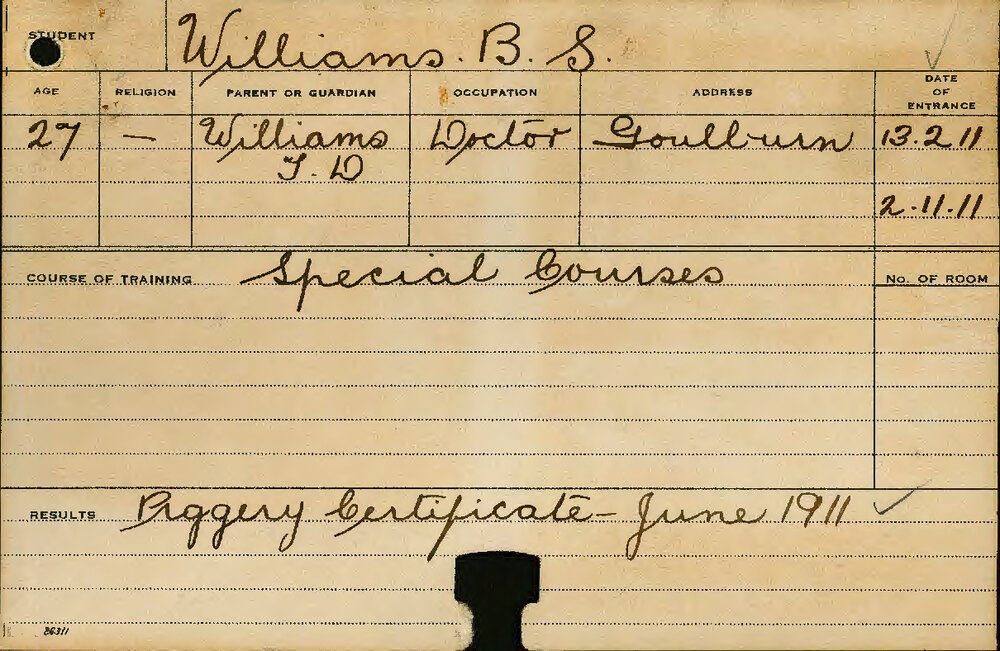 STUDENT Williams. B. S.
AGE RELIGION PARENT OR GUARDIAN OCCUPATION ADDRESS DATE OF ENTRANCE
27 — Williams Doctor Goulburn 13.2.11
T. D
2.11.11
COURSE OF TRAINING Special Courses No. OF ROOM
RESULTS Piggery Certificate - June 1911
26311